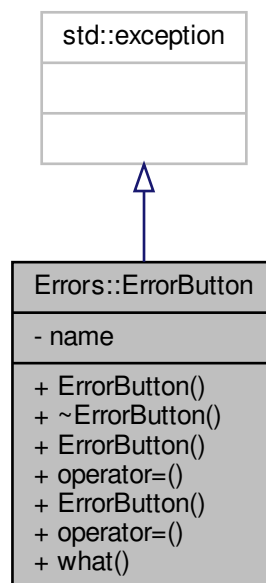 std::exception
Errors::ErrorButton
- name
+ ErrorButton()
+ ~ErrorButton()
+ ErrorButton()
+ operator=()
+ ErrorButton()
+ operator=()
+ what()